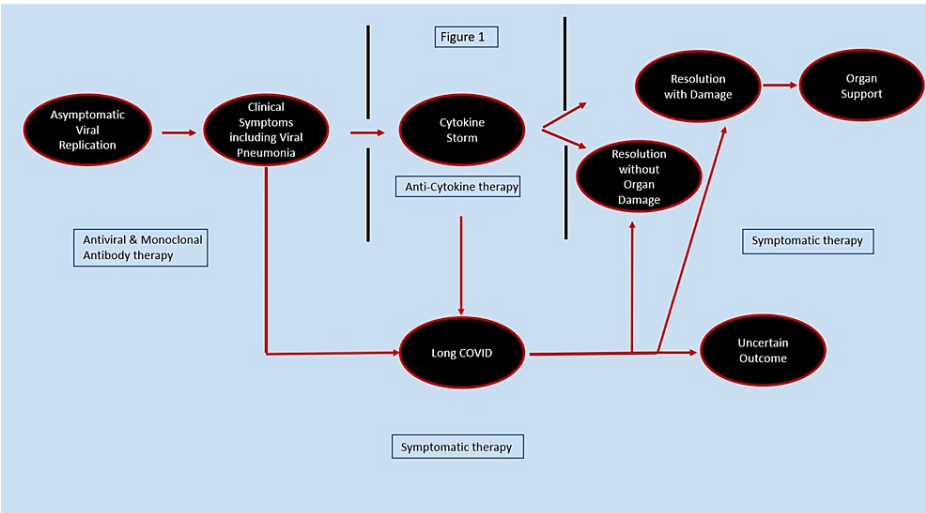 Figure 1
Asymptomatic
Viral
Replication
Clinical
Symptoms
including Viral
Pneumonia
Cytokine
Storm
Resolution
with Damage
Organ
Support
Resolution
without
Organ
Damage
Anti-Cytokine therapy
Antiviral & Monoclonal
Antibody therapy
Symptomatic therapy
Long COVID
Uncertain
Outcome
Symptomatic therapy